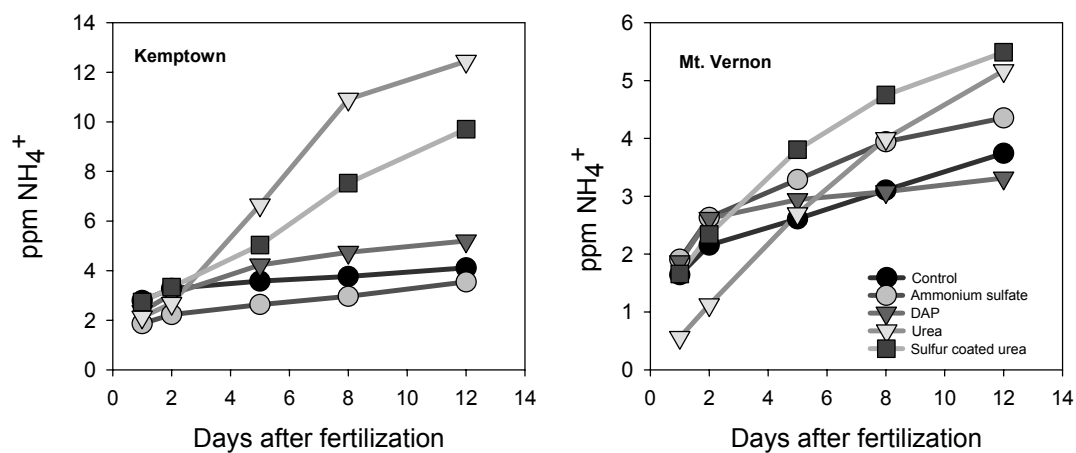 Kemptown
ppm NH4+
14
12
10
8
6
4
2
0
0 2 4 6 8 10 12 14
Days after fertilization
Mt. Vernon
ppm NH4+
6
5
4
3
2
1
0
Control
Ammonium sulfate
DAP
Urea
Sulfur coated urea
0 2 4 6 8 10 12 14
Days after fertilization